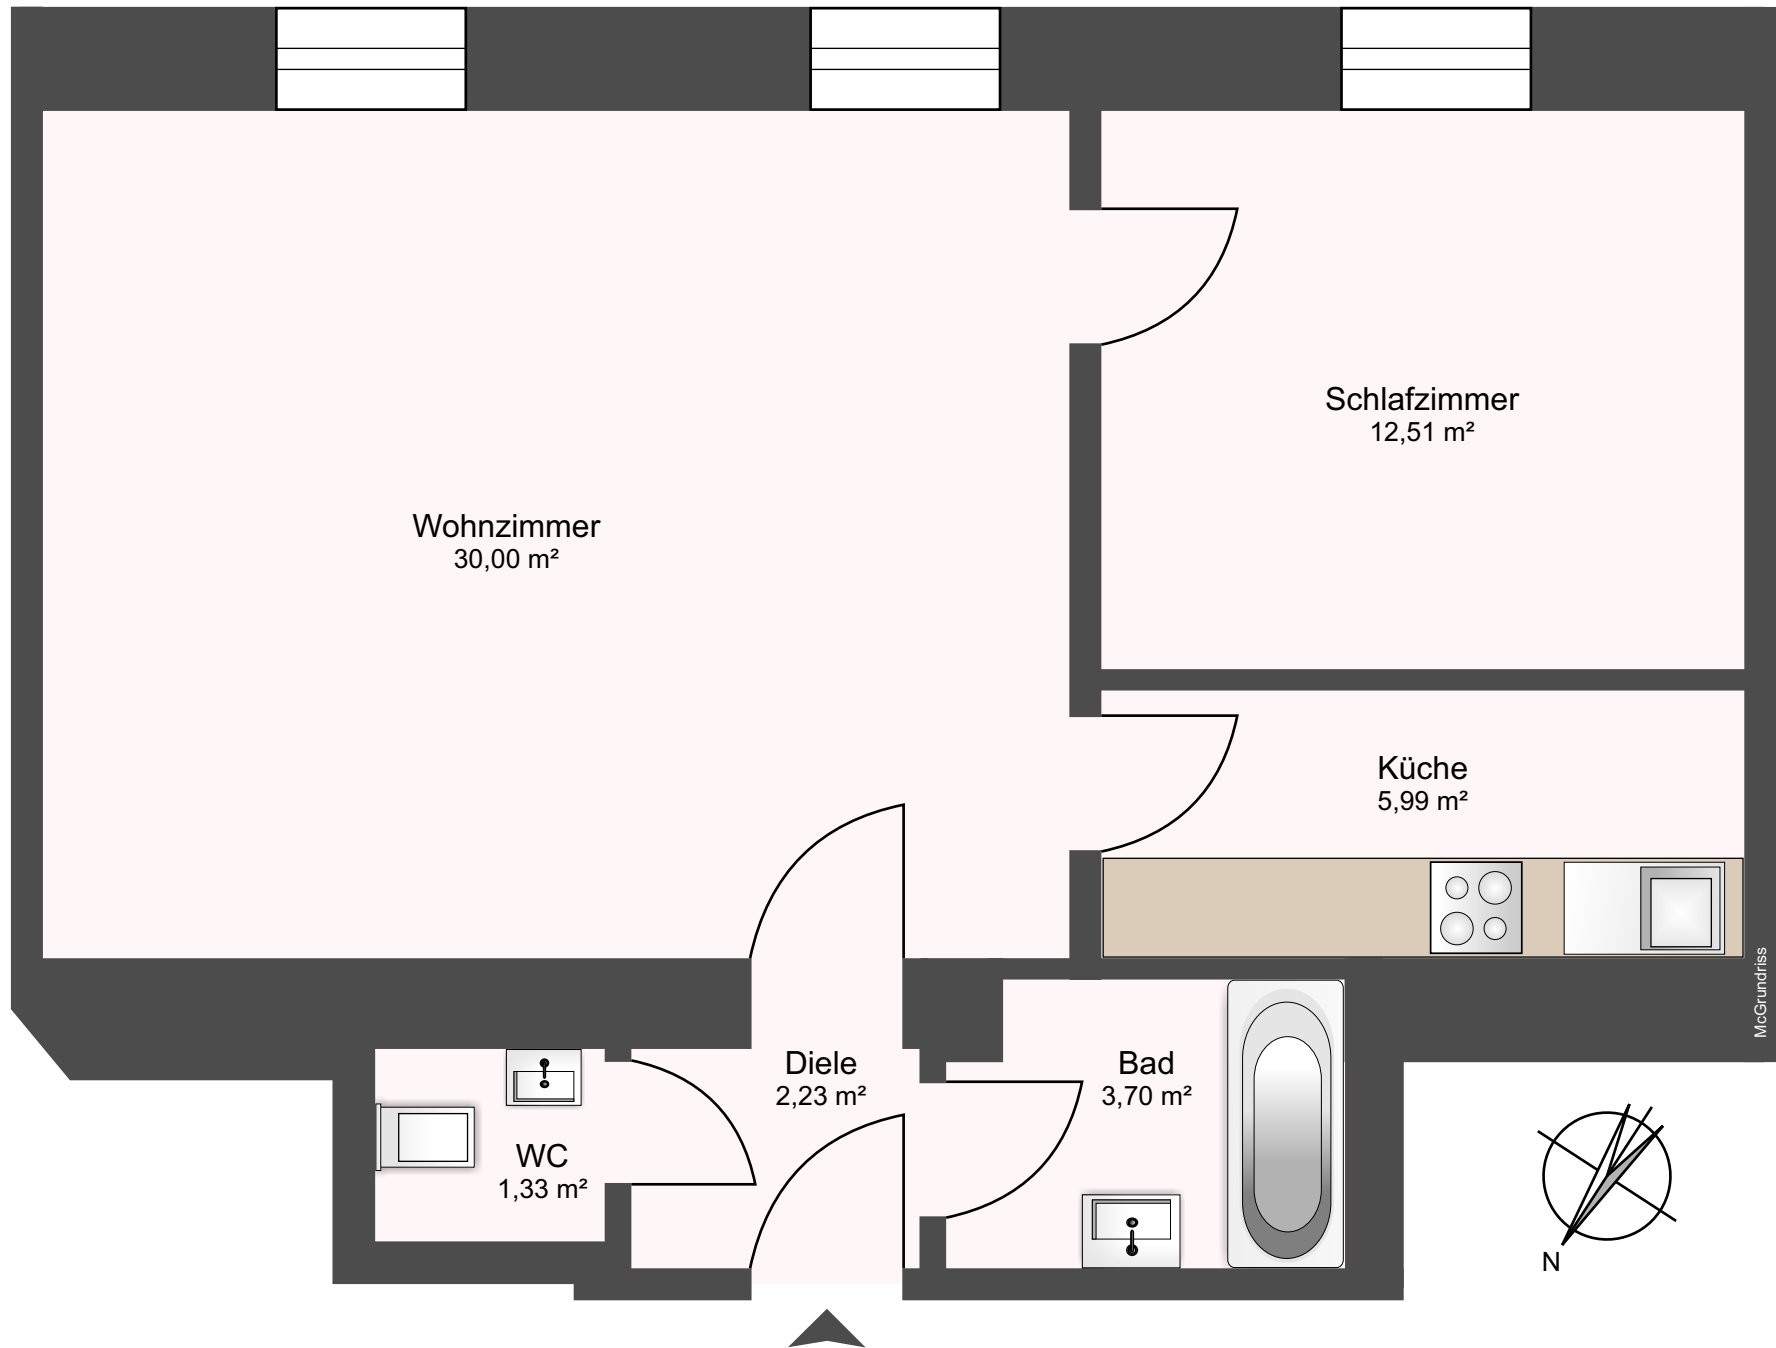 Schlafzimmer
12,51 m²
Wohnzimmer
30,00 m²
Küche
5,99 m²
McGrundriss
Diele
2,23 m²
Bad
3,70 m²
WC
1,33 m²
N